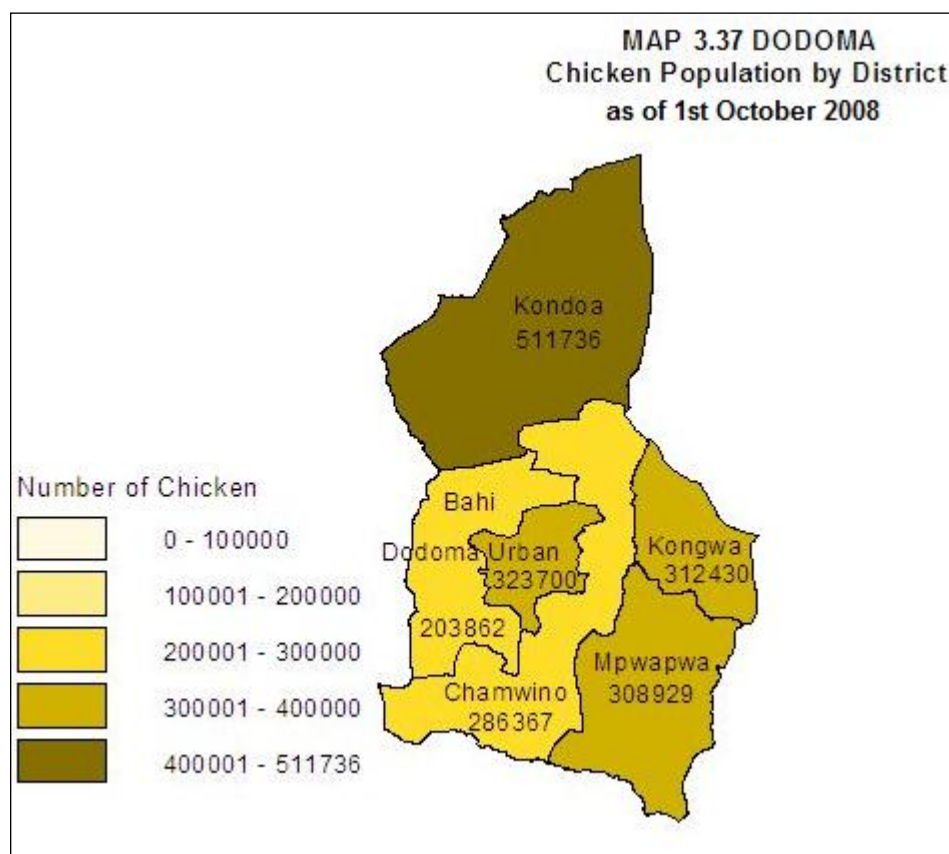 MAP 3.37 DODOMA
Chicken Population by District
as of 1st October 2008
Kondoa
511736
Number of Chicken
0 - 100000
100001 - 200000
200001 - 300000
300001 - 400000
400001 - 511736
Bahi
203862
Dodoma Urban
323700
Kongwa
312430
Mpwapwa
308929
Chamwino
286367